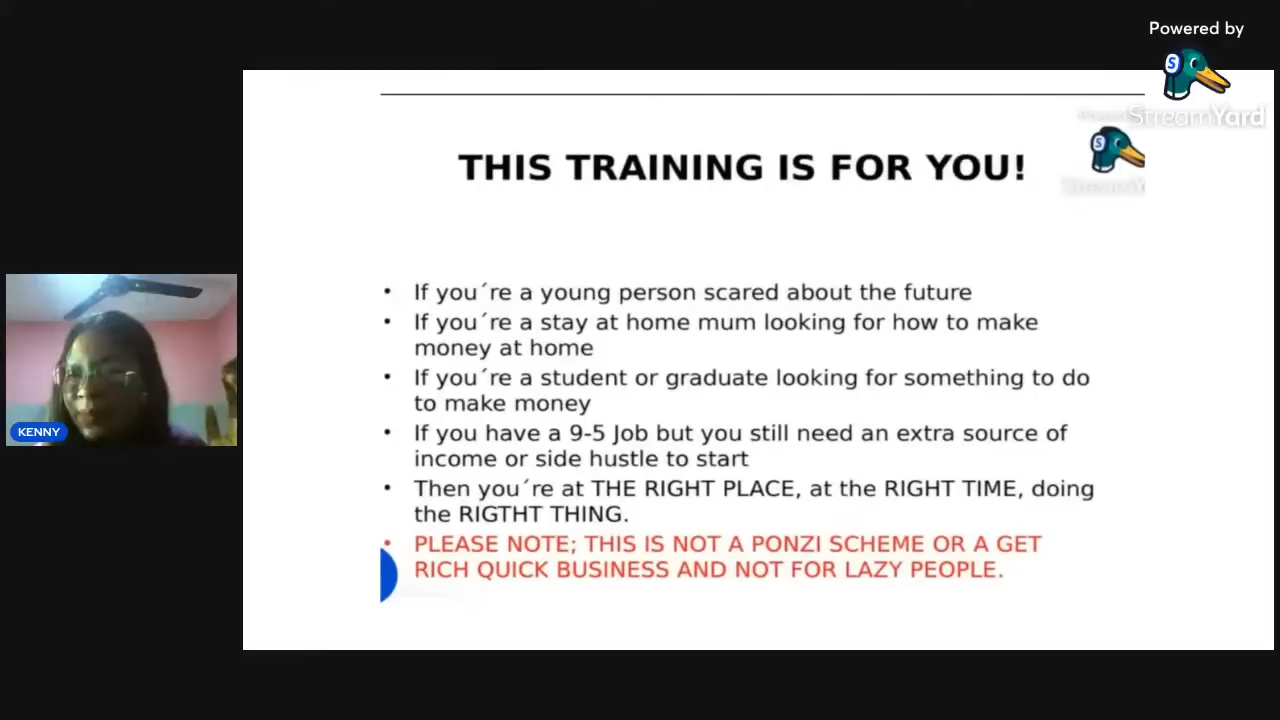 Powered by
StreamYard
THIS TRAINING IS FOR YOU!
• If you´re a young person scared about the future
• If you´re a stay at home mum looking for how to make
money at home
• If you´re a student or graduate looking for something to do
to make money
• If you have a 9-5 Job but you still need an extra source of
income or side hustle to start
• Then you´re at THE RIGHT PLACE, at the RIGHT TIME, doing
the RIGTHT THING.
• PLEASE NOTE; THIS IS NOT A PONZI SCHEME OR A GET
RICH QUICK BUSINESS AND NOT FOR LAZY PEOPLE.
KENNY